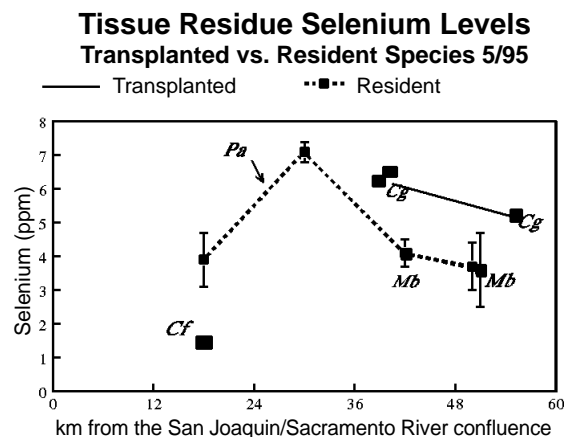 Tissue Residue Selenium Levels
Transplanted vs. Resident Species 5/95
Transplanted Resident
8
7
6
5
4
3
2
1
0
Selenium (ppm)
Pa
Cg
Cg
Mb
Mb
Cf
0 12 24 36 48 60
km from the San Joaquin/Sacramento River confluence